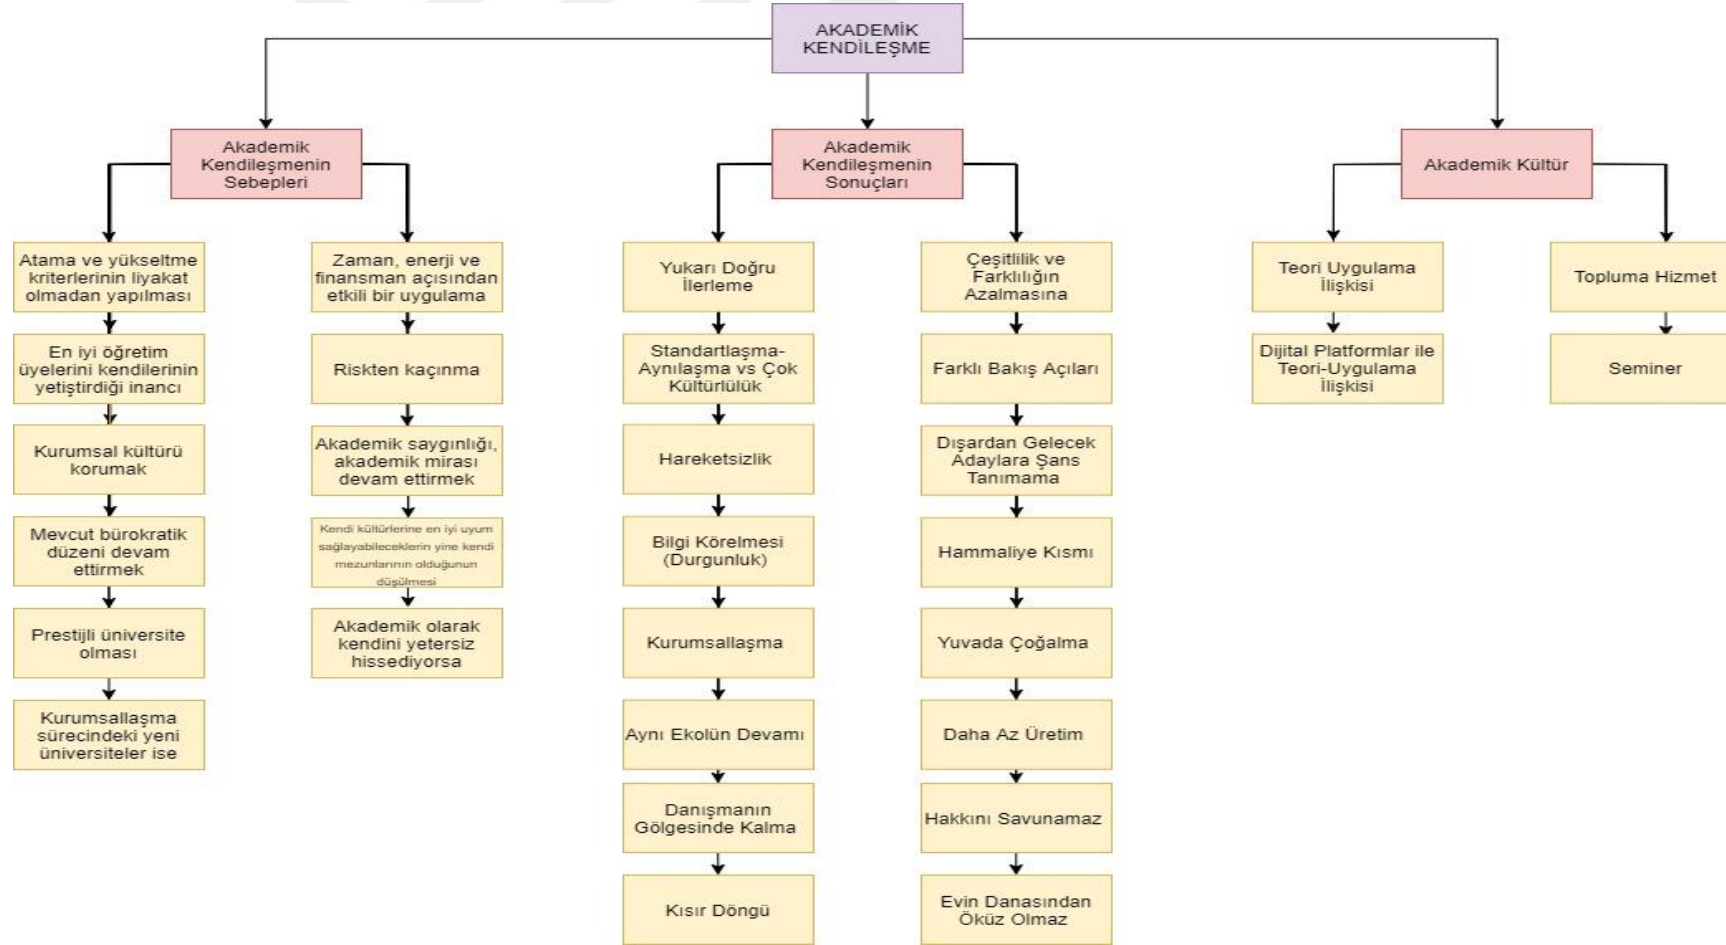 AKADEMİK
KENDİLEŞME
Akademik
Kendileşmenin
Sebepleri
Akademik
Kendileşmenin
Sonuçları
Akademik Kültür
Atama ve yükseltme
kriterlerinin liyakat
olmadan yapılması
En iyi öğretim
üyelerini kendilerinin
yetiştirdiği inancı
Kurumsal kültürü
korumak
Mevcut bürokratik
düzeni devam
ettirmek
Prestijli üniversite
olması
Kurumsallaşma
sürecindeki yeni
üniversiteler ise
Zaman, enerji ve
finansman açısından
etkili bir uygulama
Riskten kaçınma
Akademik saygınlığı,
akademik mirası
devam ettirmek
Kendi kültürlerine en iyi uyum
sağlayabileceklerin yine kendi
mezunlarının olduğunun
düşülmesi
Akademik olarak
kendini yetersiz
hissediyorsa
Yukarı Doğru
İlerleme
Standartlaşma-
Aynılaşma vs Çok
Kültürlülük
Hareketsizlik
Bilgi Körelmesi
(Durgunluk)
Kurumsallaşma
Aynı Ekolün Devamı
Danışmanın
Gölgesinde Kalma
Kısır Döngü
Çeşitlilik ve
Farklılığın
Azalmasına
Farklı Bakış Açıları
Dışardan Gelecek
Adaylara Şans
Tanımama
Hammaliye Kısmı
Yuvada Çoğalma
Daha Az Üretim
Hakkını Savunamaz
Evin Danasından
Öküz Olmaz
Teori Uygulama
İlişkisi
Dijital Platformlar ile
Teori-Uygulama
İlişkisi
Topluma Hizmet
Seminer